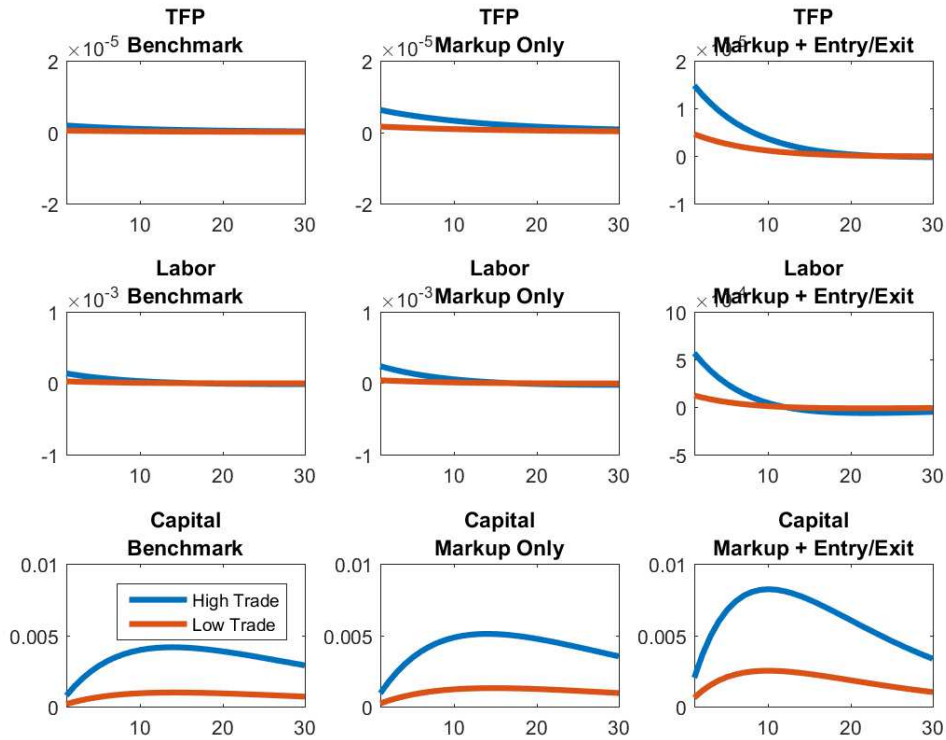 TFP
Benchmark
×10⁻⁵
2
0
-2
10 20 30
TFP
Markup Only
×10⁻⁵
2
0
-2
10 20 30
TFP
Markup + Entry/Exit
×10⁻⁵
2
1
0
-1
10 20 30
Labor
Benchmark
×10⁻³
1
0
-1
10 20 30
Labor
Markup Only
×10⁻³
1
0
-1
10 20 30
Labor
Markup + Entry/Exit
×10⁻⁴
10
5
0
-5
10 20 30
Capital
Benchmark
0.01
0.005
0
High Trade
Low Trade
10 20 30
Capital
Markup Only
0.01
0.005
0
10 20 30
Capital
Markup + Entry/Exit
0.01
0.005
0
10 20 30